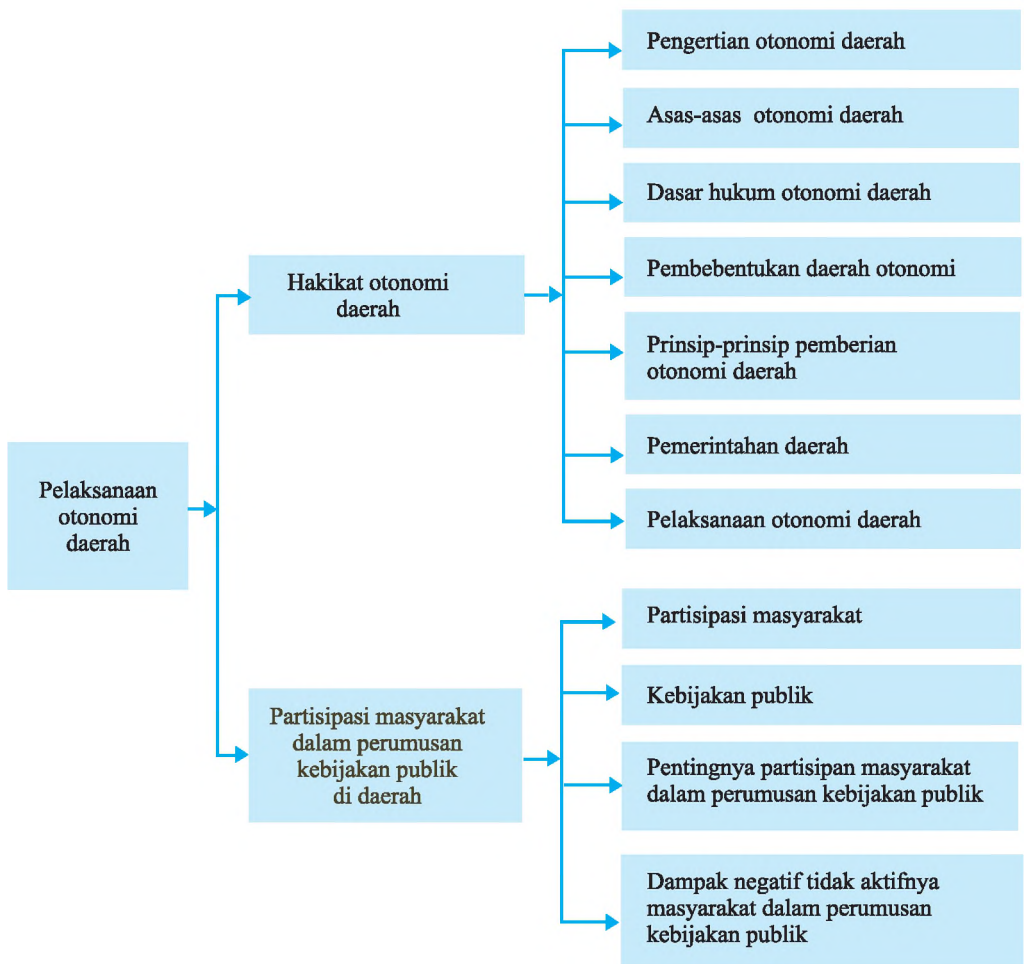 Pelaksanaan
otonomi
daerah
Hakikat otonomi
daerah
Pengertian otonomi daerah
Asas-asas otonomi daerah
Dasar hukum otonomi daerah
Pembebentukan daerah otonomi
Prinsip-prinsip pemberian
otonomi daerah
Pemerintahan daerah
Pelaksanaan otonomi daerah
Partisipasi masyarakat
dalam perumusan
kebijakan publik
di daerah
Partisipasi masyarakat
Kebijakan publik
Pentingnya partisipan masyarakat
dalam perumusan kebijakan publik
Dampak negatif tidak aktifnya
masyarakat dalam perumusan
kebijakan publik